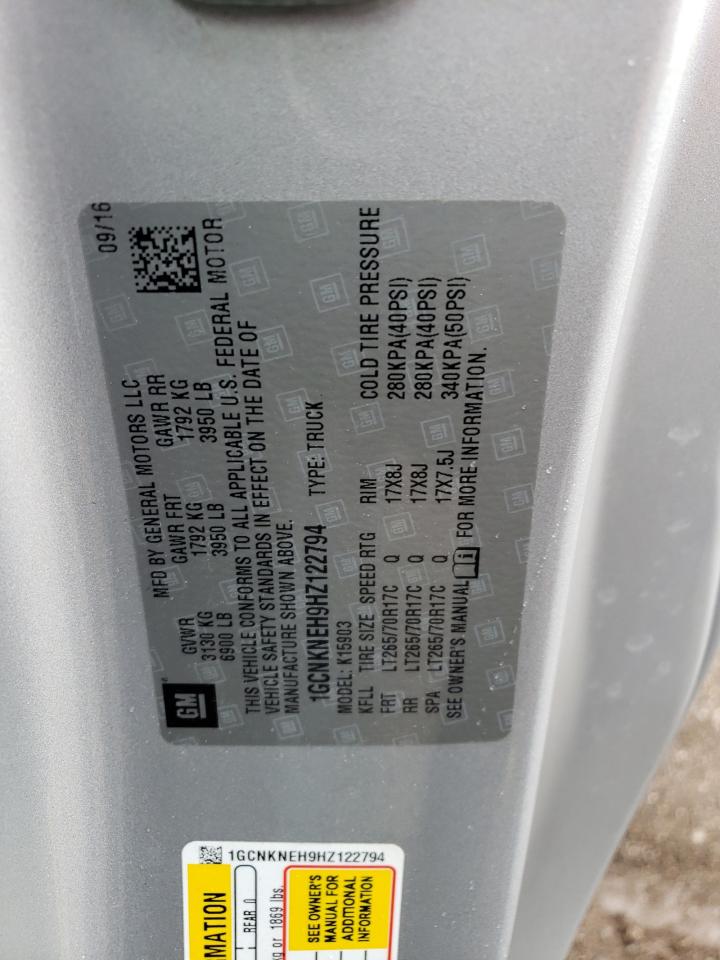 GM
MFD BY GENERAL MOTORS LLC 09/16
GVWR GAWR FRT GAWR RR
3130 KG 1792 KG 1792 KG
6900 LB 3950 LB 3950 LB
THIS VEHICLE CONFORMS TO ALL APPLICABLE U.S. FEDERAL MOTOR
VEHICLE SAFETY STANDARDS IN EFFECT ON THE DATE OF
MANUFACTURE SHOWN ABOVE.
1GCNKNEH9HZ122794 TYPE: TRUCK
MODEL: K15903
KFLL TIRE SIZE SPEED RTG RIM COLD TIRE PRESSURE
FRT LT265/70R17C Q 17X8J 280KPA(40PSI)
RR LT265/70R17C Q 17X8J 280KPA(40PSI)
SPA LT265/70R17C Q 17X7.5J 340KPA(50PSI)
SEE OWNER'S MANUAL i FOR MORE INFORMATION.
1GCNKNEH9HZ122794
MATION
REAR 0
kg or 1869 lbs.
SEE OWNER'S
MANUAL FOR
ADDITIONAL
INFORMATION